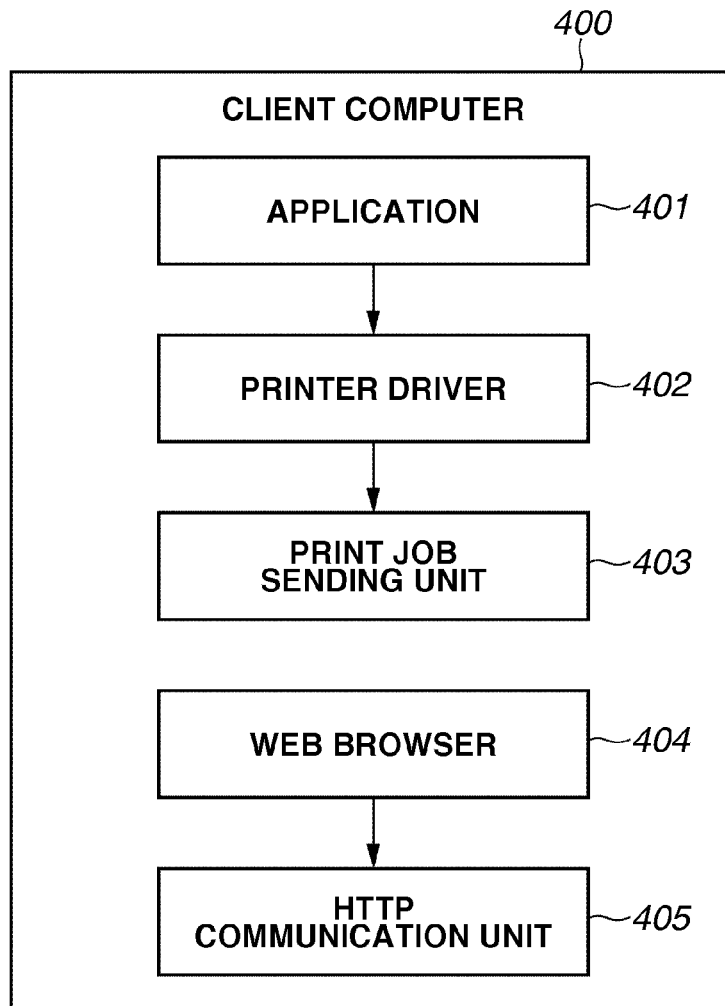 400
CLIENT COMPUTER
APPLICATION
401
PRINTER DRIVER
402
PRINT JOB
SENDING UNIT
403
WEB BROWSER
404
HTTP
COMMUNICATION UNIT
405